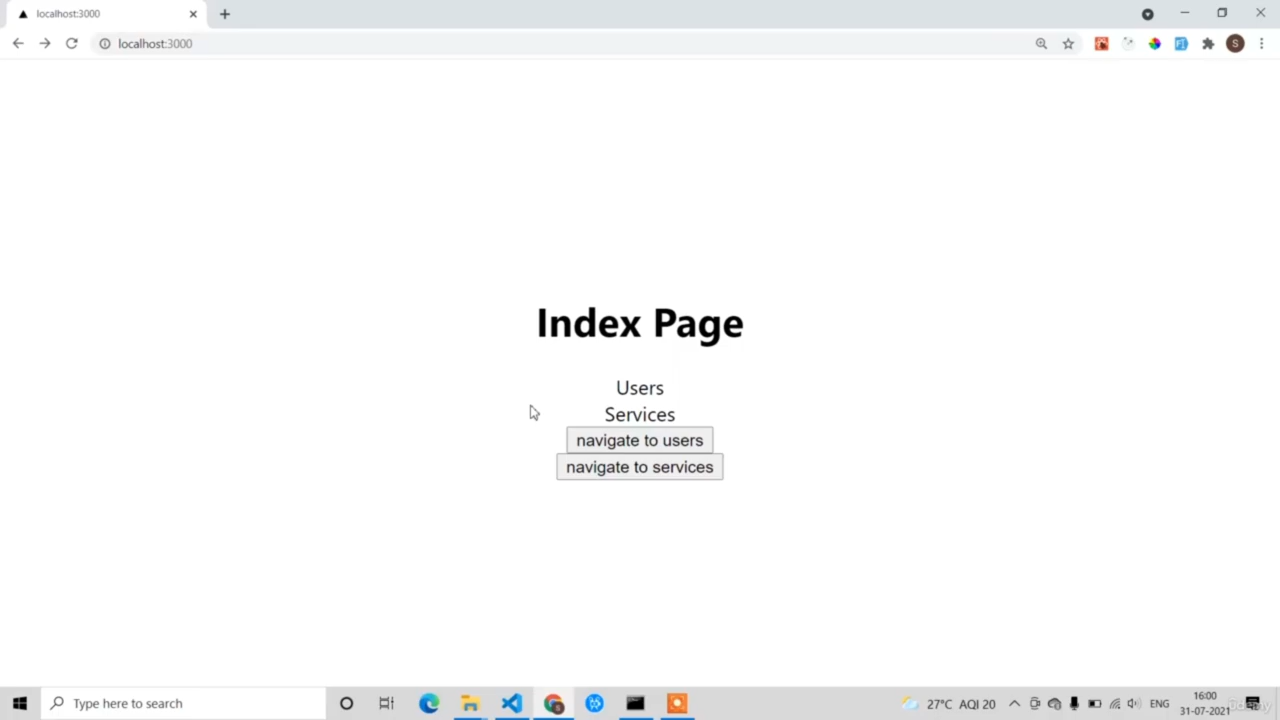 localhost:3000
localhost:3000
S
Index Page
Users
Services
navigate to users
navigate to services
Type here to search
27°C AQI 20
ENG
16:00
31-07-2021